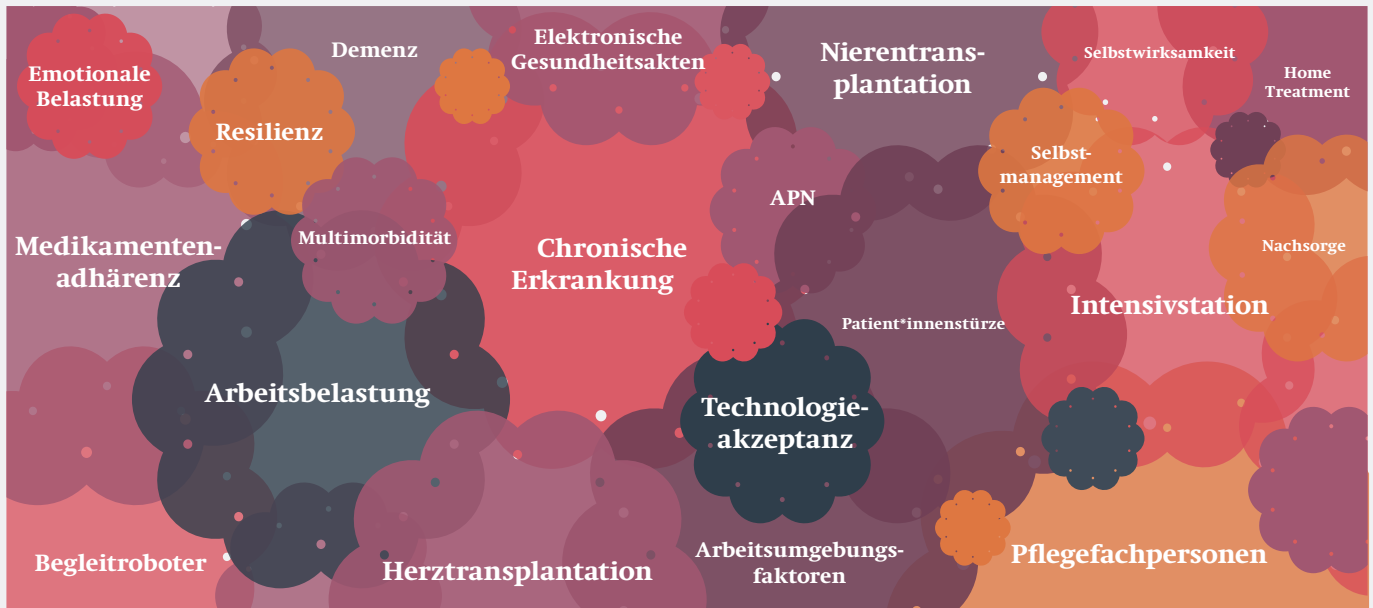 Emotionale
Belastung
Resilienz
Demenz
Elektronische
Gesundheitsakten
Nierentrans-
plantation
Selbstwirksamkeit
Home
Treatment
Medikamenten-
adhärenz
Multimorbidität
Chronische
Erkrankung
APN
Selbst-
management
Nachsorge
Patient*innenstürze
Intensivstation
Arbeitsbelastung
Technologie-
akzeptanz
Begleitroboter
Herztransplantation
Arbeitsumgebungs-
faktoren
Pflegefachpersonen